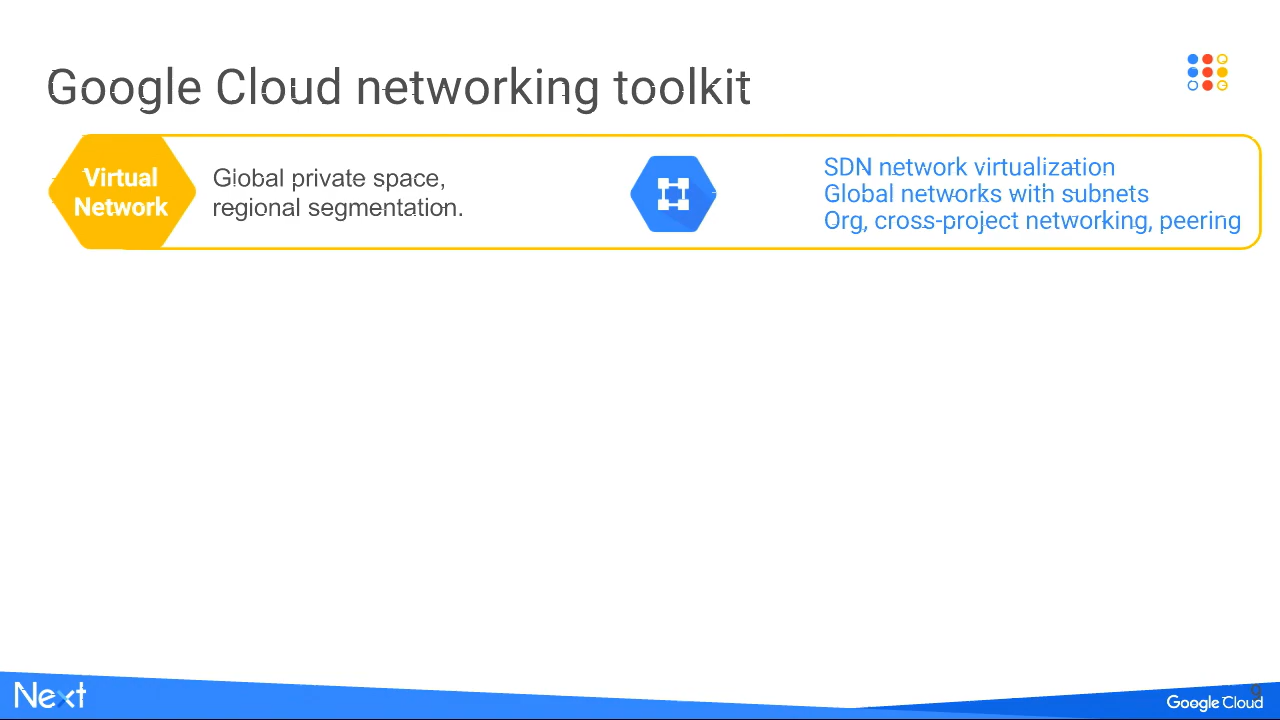 Google Cloud networking toolkit
Virtual
Network
Global private space,
regional segmentation.
SDN network virtualization
Global networks with subnets
Org, cross-project networking, peering
Next
9
Google Cloud